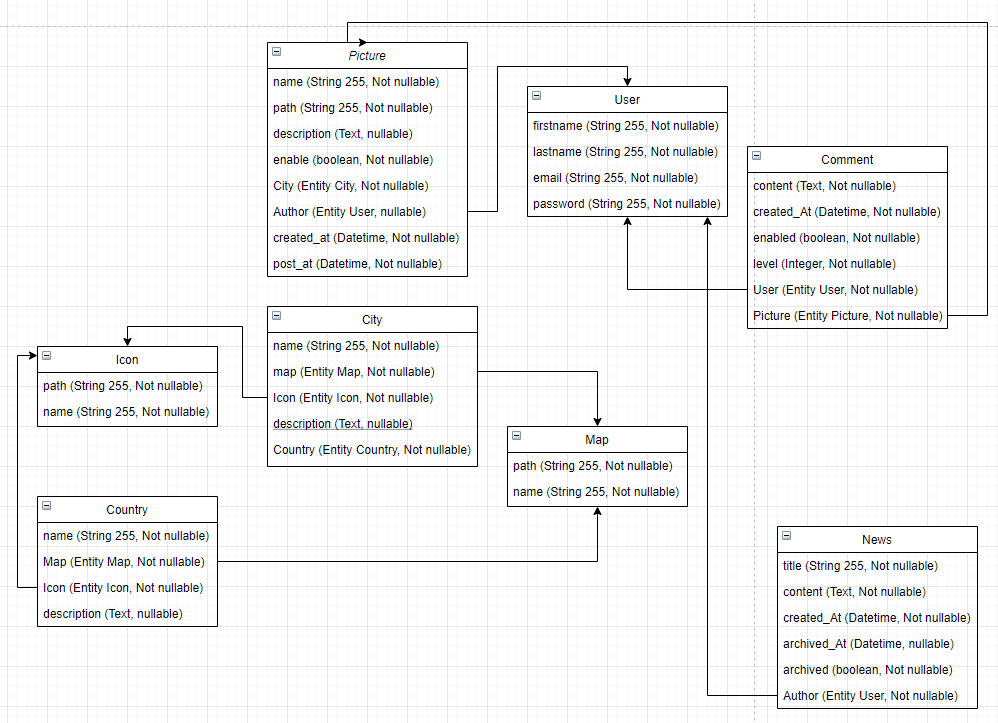 Picture
name (String 255, Not nullable)
path (String 255, Not nullable)
description (Text, nullable)
enable (boolean, Not nullable)
City (Entity City, Not nullable)
Author (Entity User, nullable)
created_at (Datetime, Not nullable)
post_at (Datetime, Not nullable)
User
firstname (String 255, Not nullable)
lastname (String 255, Not nullable)
email (String 255, Not nullable)
password (String 255, Not nullable)
Comment
content (Text, Not nullable)
created_At (Datetime, Not nullable)
enabled (boolean, Not nullable)
level (Integer, Not nullable)
User (Entity User, Not nullable)
Picture (Entity Picture, Not nullable)
Icon
path (String 255, Not nullable)
name (String 255, Not nullable)
City
name (String 255, Not nullable)
map (Entity Map, Not nullable)
Icon (Entity Icon, Not nullable)
description (Text, nullable)
Country (Entity Country, Not nullable)
Map
path (String 255, Not nullable)
name (String 255, Not nullable)
Country
name (String 255, Not nullable)
Map (Entity Map, Not nullable)
Icon (Entity Icon, Not nullable)
description (Text, nullable)
News
title (String 255, Not nullable)
content (Text, Not nullable)
created_At (Datetime, Not nullable)
archived_At (Datetime, nullable)
archived (boolean, Not nullable)
Author (Entity User, Not nullable)